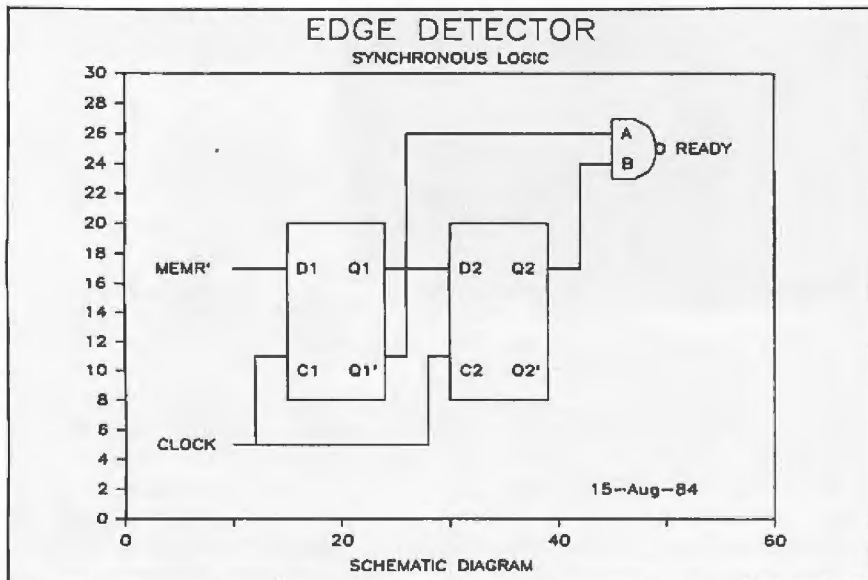 EDGE DETECTOR
SYNCHRONOUS LOGIC
30
28
26
24
22
20
18
16
14
12
10
8
6
4
2
0
A
B
READY
MEMR'
D1 Q1
D2 Q2
C1 Q1'
C2 Q2'
CLOCK
15-Aug-84
0 20 40 60
SCHEMATIC DIAGRAM